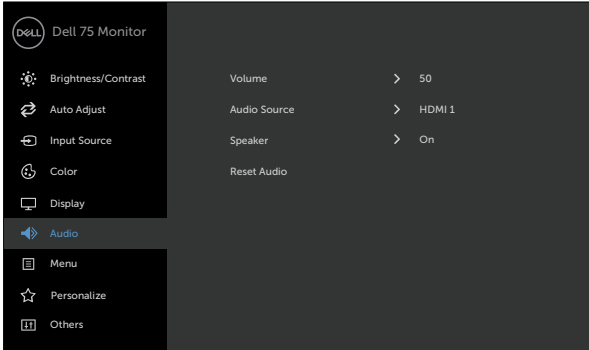 DELL Dell 75 Monitor
Brightness/Contrast Volume 50
Auto Adjust Audio Source HDMI 1
Input Source Speaker On
Color Reset Audio
Display
Audio
Menu
Personalize
Others